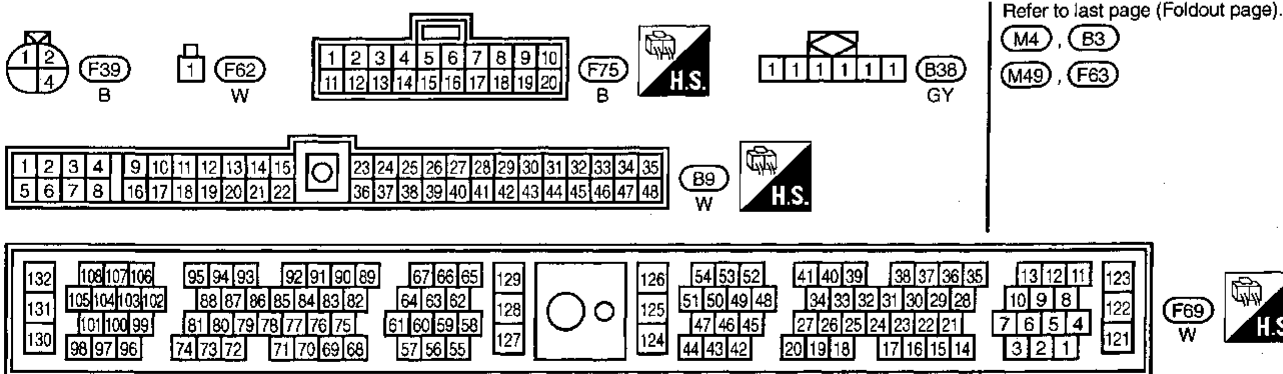 Refer to last page (Foldout page).
M4 , B3
M49 , F63
1 2
4
F39
B
1
F62
W
1 2 3 4 5 6 7 8 9 10
11 12 13 14 15 16 17 18 19 20
F75
B
H.S.
1 1 1 1 1 1
B38
GY
1 2 3 4 9 10 11 12 13 14 15 23 24 25 26 27 28 29 30 31 32 33 34 35
5 6 7 8 16 17 18 19 20 21 22 36 37 38 39 40 41 42 43 44 45 46 47 48
B9
W
H.S.
132 108 107 106 95 94 93 92 91 90 89 67 66 65 129 126 54 53 52 41 40 39 38 37 36 35 13 12 11 123
131 105 104 103 102 88 87 86 85 84 83 82 64 63 62 128 125 51 50 49 48 34 33 32 31 30 29 28 10 9 8 122
101 100 99 81 80 79 78 77 76 75 61 60 59 58 47 46 45 27 26 25 24 23 22 21 7 6 5 4
130 98 97 96 74 73 72 71 70 69 68 57 56 55 127 124 44 43 42 20 19 18 17 16 15 14 3 2 1 121
F69
W
H.S